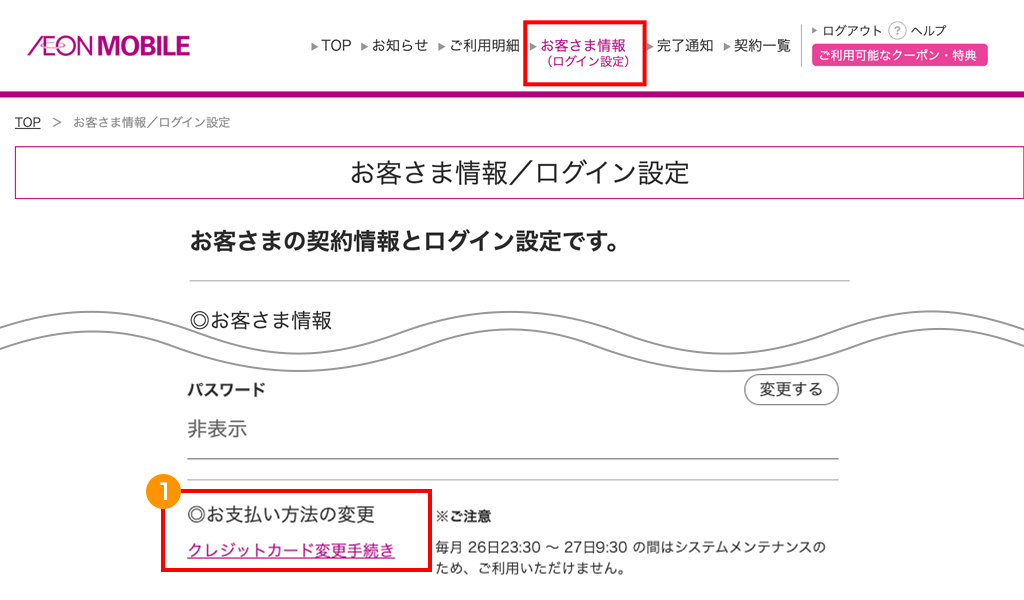 ÆON MOBILE
TOP お知らせ ご利用明細 お客さま情報 完了通知 契約一覧
（ログイン設定）
ログアウト ? ヘルプ
ご利用可能なクーポン・特典
TOP ＞ お客さま情報／ログイン設定
お客さま情報／ログイン設定
お客さまの契約情報とログイン設定です。
◎お客さま情報
パスワード
変更する
非表示
1
◎お支払い方法の変更
クレジットカード変更手続き
※ご注意
毎月 26日23:30 ～ 27日9:30 の間はシステムメンテナンスの
ため、ご利用いただけません。